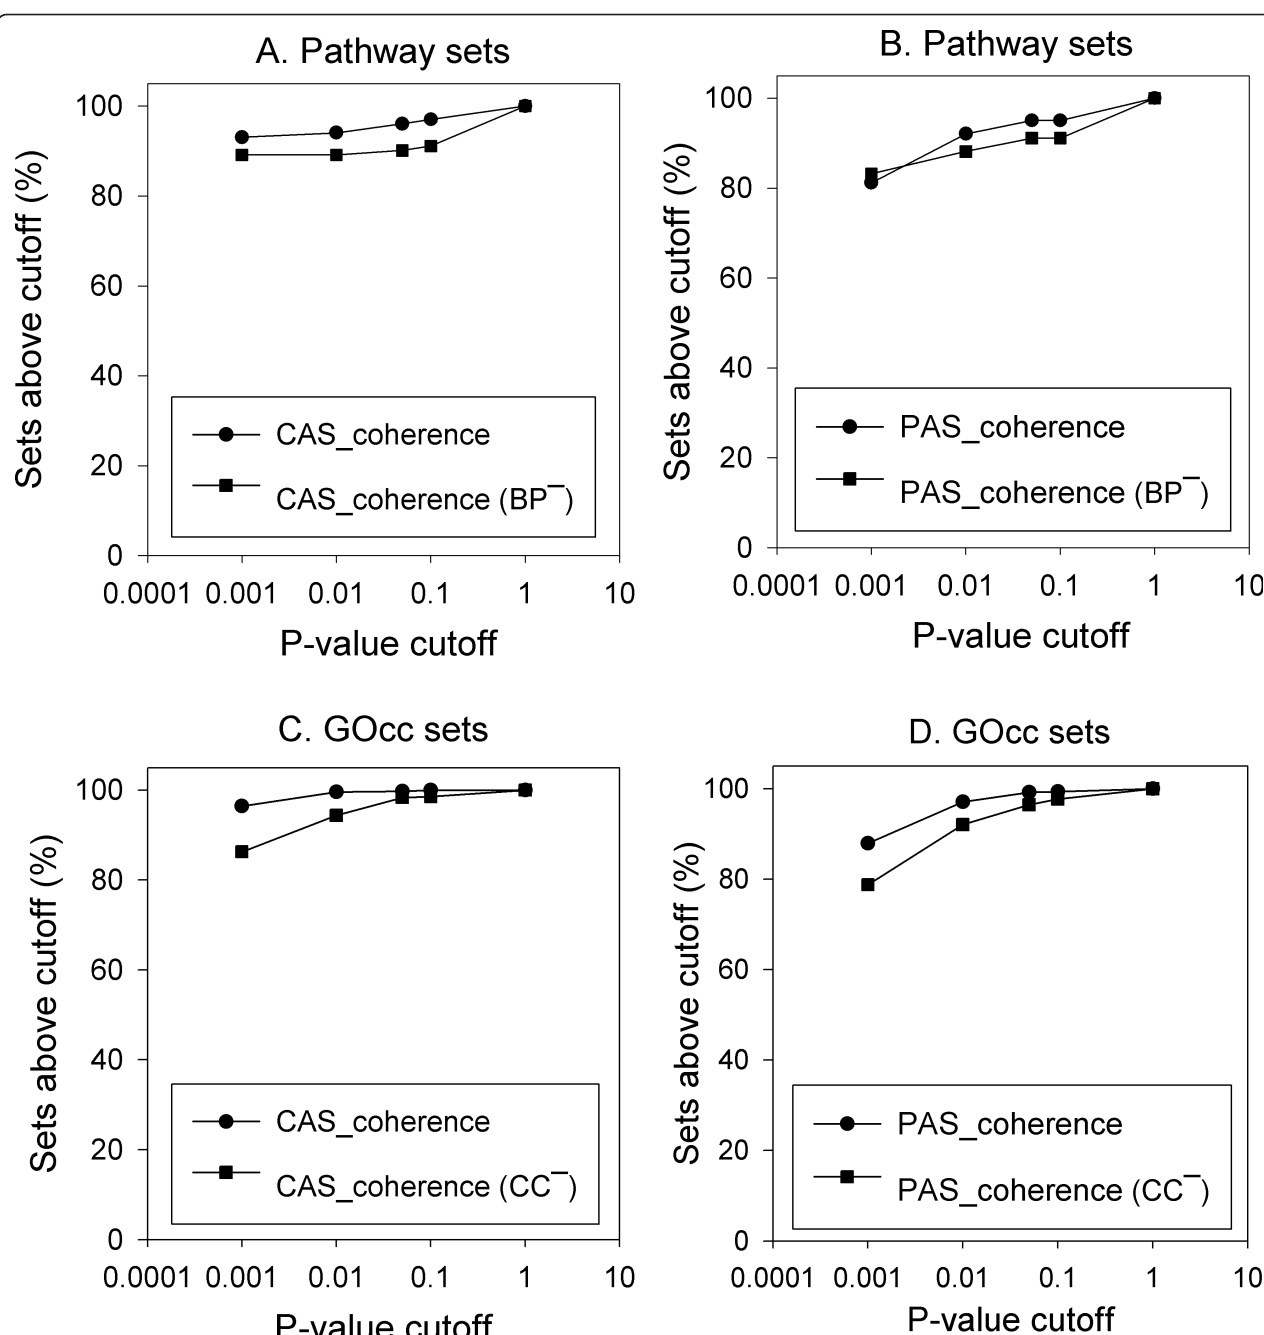 A. Pathway sets
Sets above cutoff (%)
100
80
60
40
20
0
CAS_coherence
CAS_coherence (BP¯)
0.0001 0.001 0.01 0.1 1 10
P-value cutoff
B. Pathway sets
Sets above cutoff (%)
100
80
60
40
20
0
PAS_coherence
PAS_coherence (BP¯)
0.0001 0.001 0.01 0.1 1 10
P-value cutoff
C. GOcc sets
Sets above cutoff (%)
100
80
60
40
20
0
CAS_coherence
CAS_coherence (CC¯)
0.0001 0.001 0.01 0.1 1 10
P-value cutoff
D. GOcc sets
Sets above cutoff (%)
100
80
60
40
20
0
PAS_coherence
PAS_coherence (CC¯)
0.0001 0.001 0.01 0.1 1 10
P-value cutoff